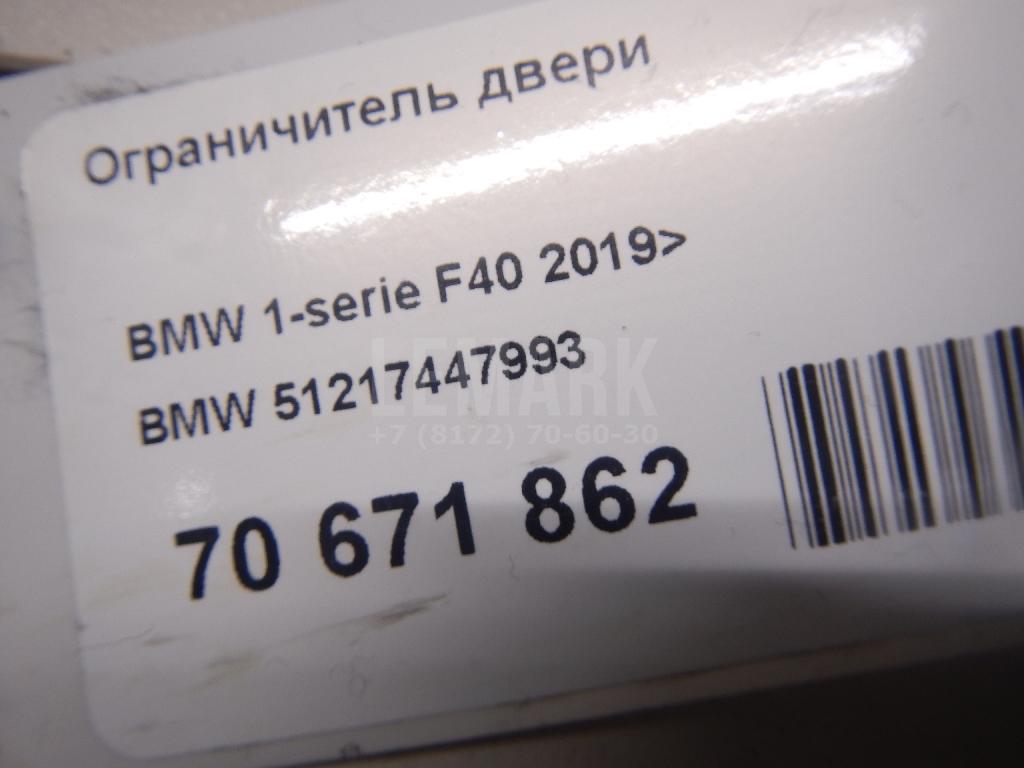 Ограничитель двери
BMW 1-serie F40 2019>
BMW 51217447993
LEMARK
+7 (8172) 70-60-30
70 671 862